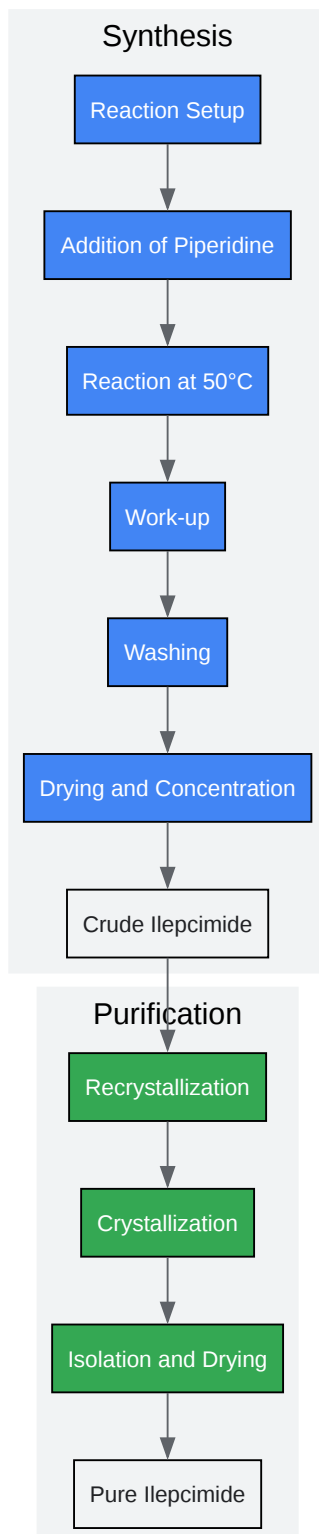 Synthesis
Reaction Setup
Addition of Piperidine
Reaction at 50°C
Work-up
Washing
Drying and Concentration
Crude Ilepcimide
Purification
Recrystallization
Crystallization
Isolation and Drying
Pure Ilepcimide